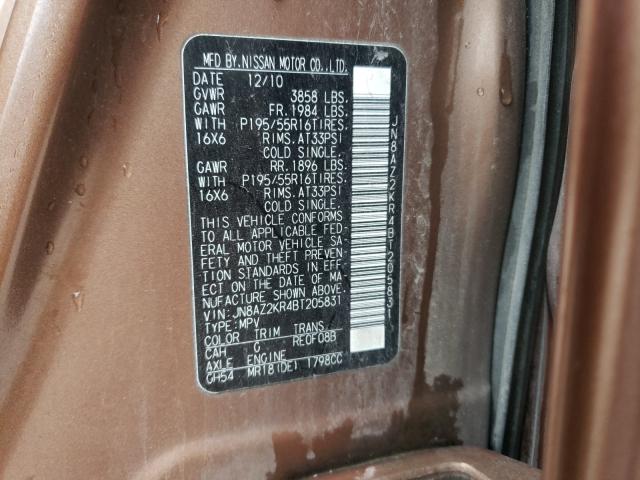 MFD BY.NISSAN MOTOR CO.,LTD.
DATE 12/10
GVWR 3858 LBS.
GAWR FR.1984 LBS.
WITH P195/55R16TIRES.
16X6 RIMS.AT33PSI
COLD SINGLE.
GAWR RR.1896 LBS.
WITH P195/55R16TIRES.
16X6 RIMS.AT33PSI
COLD SINGLE.
THIS VEHICLE CONFORMS
TO ALL APPLICABLE FED-
ERAL MOTOR VEHICLE SA-
FETY AND THEFT PREVEN-
TION STANDARDS IN EFF-
ECT ON THE DATE OF MA-
NUFACTURE SHOWN ABOVE.
VIN: JN8AZ2KR4BT205831
TYPE:MPV
COLOR TRIM TRANS
CAH C RE0F08B
AXLE ENGINE
GH54 MR18(DE) 1798CC
JN8AZ2KR4BT205831